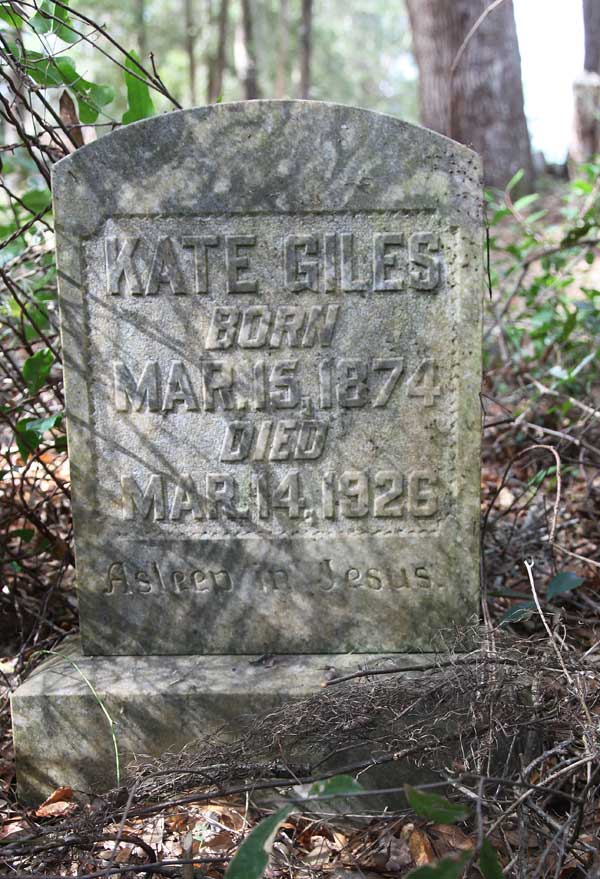 KATE GILES
BORN
MAR.15,1874
DIED
MAR.14,1926
Asleep in Jesus.